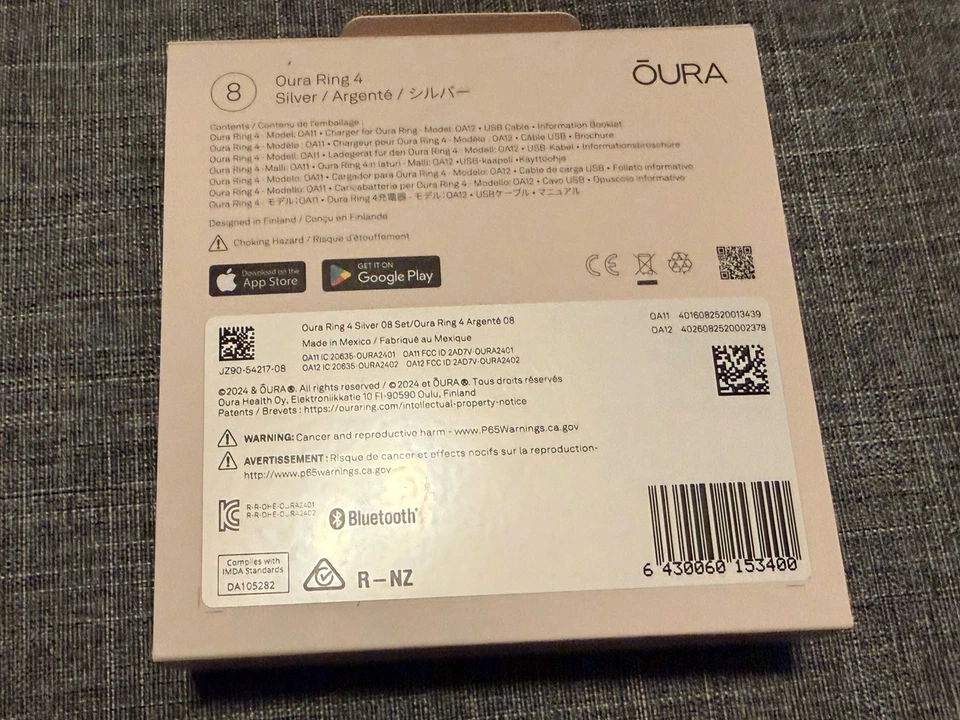 8
Oura Ring 4
Silver / Argenté / シルバー
ŌURA
Contents / Contenu de l'emballage :
Oura Ring 4 - Model: OA11 • Charger for Oura Ring - Model: OA12 • USB Cable • Information Booklet
Oura Ring 4 - Modèle : OA11 • Chargeur pour Oura Ring 4 - Modèle : OA12 • Câble USB • Brochure
Oura Ring 4 - Modell: OA11 • Ladegerät für den Oura Ring 4 - Modell: OA12 • USB-Kabel • Informationsbroschüre
Oura Ring 4 - Malli: OA11 • Oura Ring 4:n laturi - Malli: OA12 •USB-kaapeli •Käyttöohje
Oura Ring 4 - Modelo: OA11 • Cargador para Oura Ring 4 - Modelo: OA12 • Cable de carga USB • Folleto informativo
Oura Ring 4 - Modello: OA11 • Caricabatteria per Oura Ring 4 - Modello: OA12 • Cavo USB • Opuscolo informativo
Oura Ring 4 - モデル:OA11 • Oura Ring 4充電器 - モデル:OA12 • USBケーブル • マニュアル
Designed in Finland / Conçu en Finlande
Choking Hazard / Risque d'étouffement
Download on the
App Store
GET IT ON
Google Play
CE
JZ90-54217-08
Oura Ring 4 Silver 08 Set/Oura Ring 4 Argenté 08
Made in Mexico / Fabriqué au Mexique
OA11 IC:20635-OURA2401 OA11 FCC ID 2AD7V-OURA2401
OA12 IC:20635-OURA2402 OA12 FCC ID 2AD7V-OURA2402
OA11 4016082520013439
OA12 4026082520002378
©2024 & ŌURA®. All rights reserved / ©2024 et ŌURA®. Tous droits réservés
Oura Health Oy, Elektroniikkatie 10 FI-90590 Oulu, Finland
Patents / Brevets : https://ouraring.com/intellectual-property-notice
WARNING: Cancer and reproductive harm - www.P65Warnings.ca.gov
AVERTISSEMENT : Risque de cancer et effets nocifs sur la reproduction-
http://www.p65warnings.ca.gov
R-R-OHE-OURA2401
R-R-OHE-OURA2402
Bluetooth®
Complies with
IMDA Standards
DA105282
R-NZ
6 430060 153400